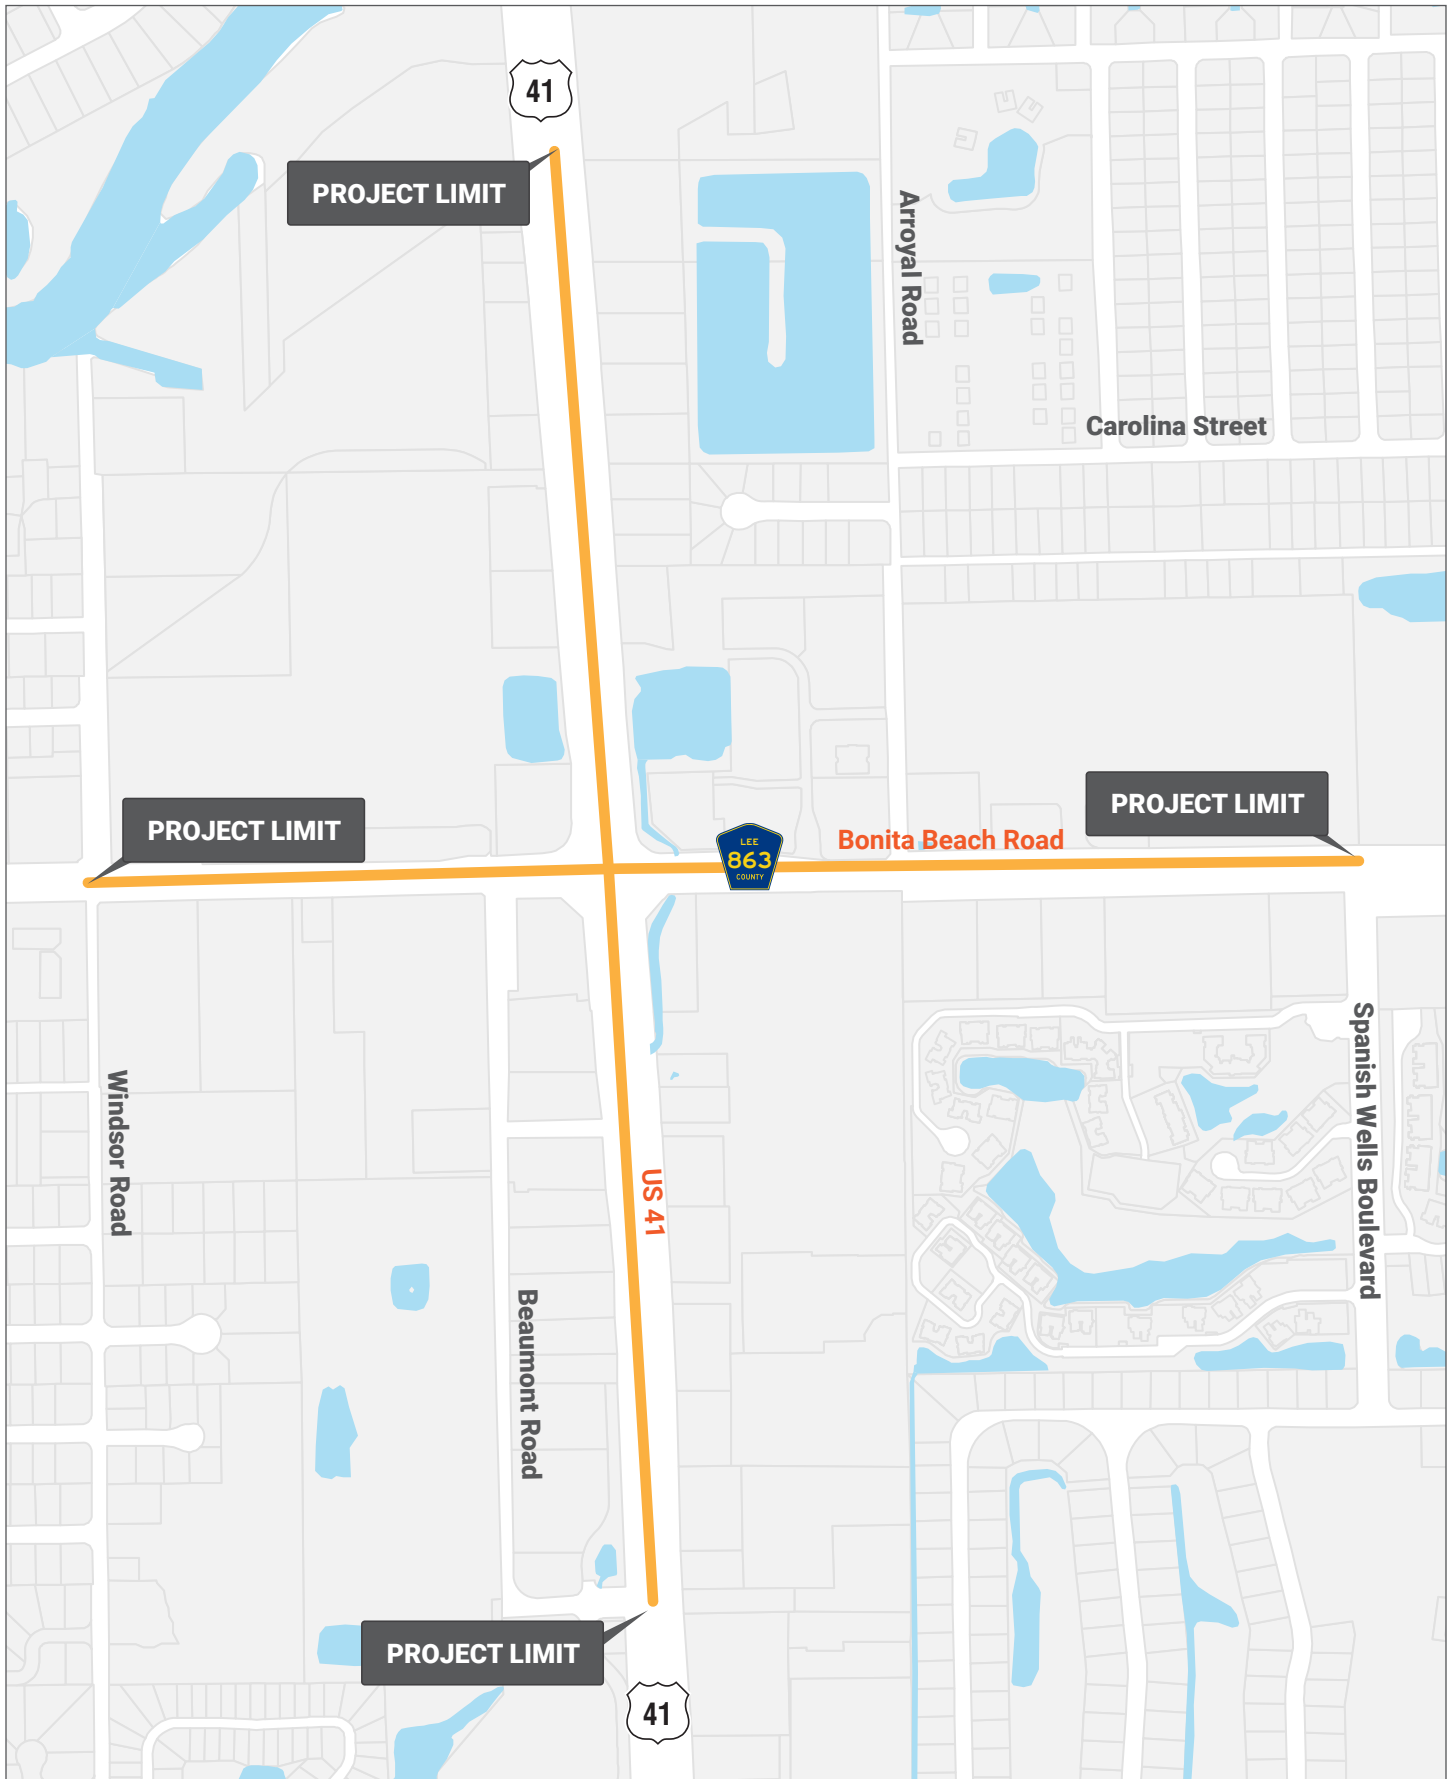 41
PROJECT LIMIT
Arroyal Road
Carolina Street
PROJECT LIMIT
PROJECT LIMIT
LEE
863
COUNTY
Bonita Beach Road
Spanish Wells Boulevard
Windsor Road
US 41
Beaumont Road
PROJECT LIMIT
41